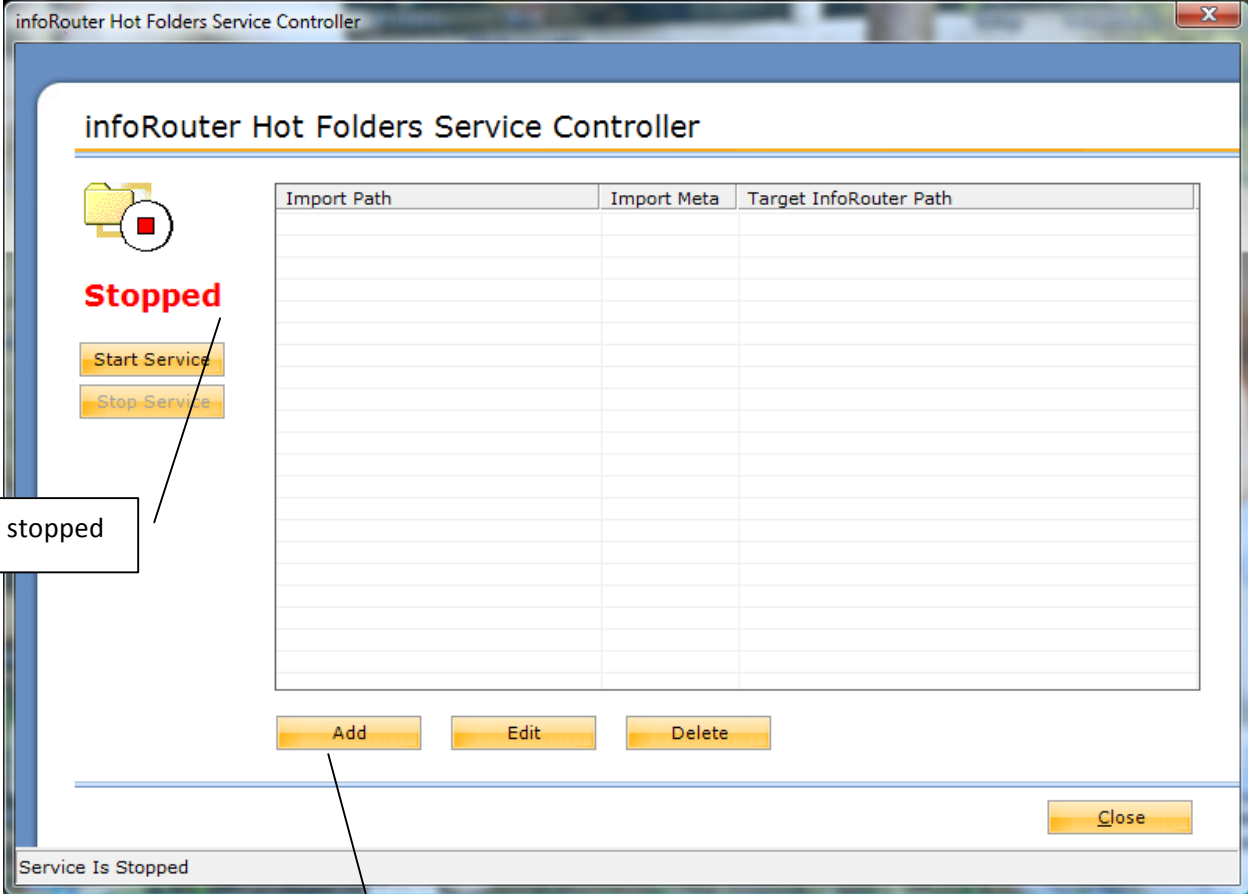 infoRouter Hot Folders Service Controller
X
infoRouter Hot Folders Service Controller
Import Path Import Meta Target InfoRouter Path
Stopped
Start Service
Stop Service
stopped
Add Edit Delete
Close
Service Is Stopped